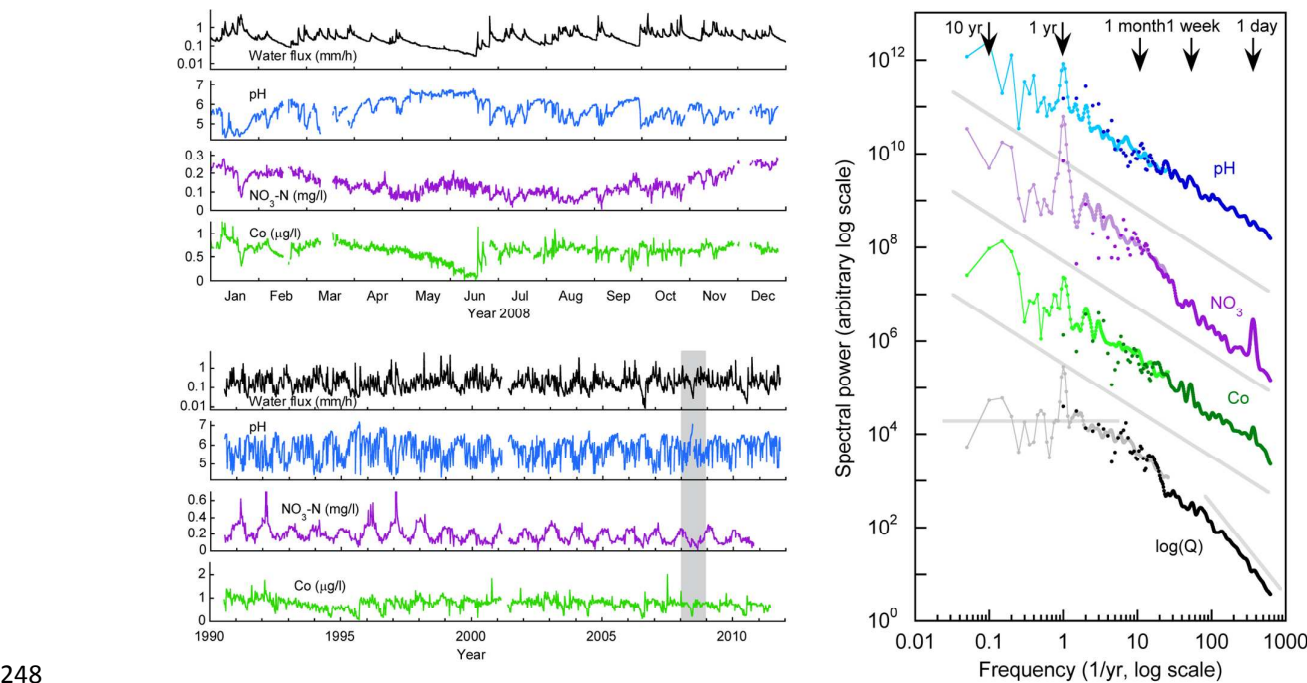 1
0.1
0.01
Water flux (mm/h)
7
6
5
pH
0.3
0.2
0.1
0
NO3-N (mg/l)
1
0.5
0
Co (µg/l)
Jan Feb Mar Apr May Jun Jul Aug Sep Oct Nov Dec
Year 2008
1
0.1
0.01
Water flux (mm/h)
7
6
5
pH
0.6
0.4
0.2
0
NO3-N (mg/l)
2
1
0
Co (µg/l)
1990 1995 2000 2005 2010
Year
10 yr 1 yr 1 month 1 week 1 day
10^12
10^10
10^8
10^6
10^4
10^2
10^0
Spectral power (arbitrary log scale)
pH
NO3
Co
log(Q)
0.01 0.1 1 10 100 1000
Frequency (1/yr, log scale)
248